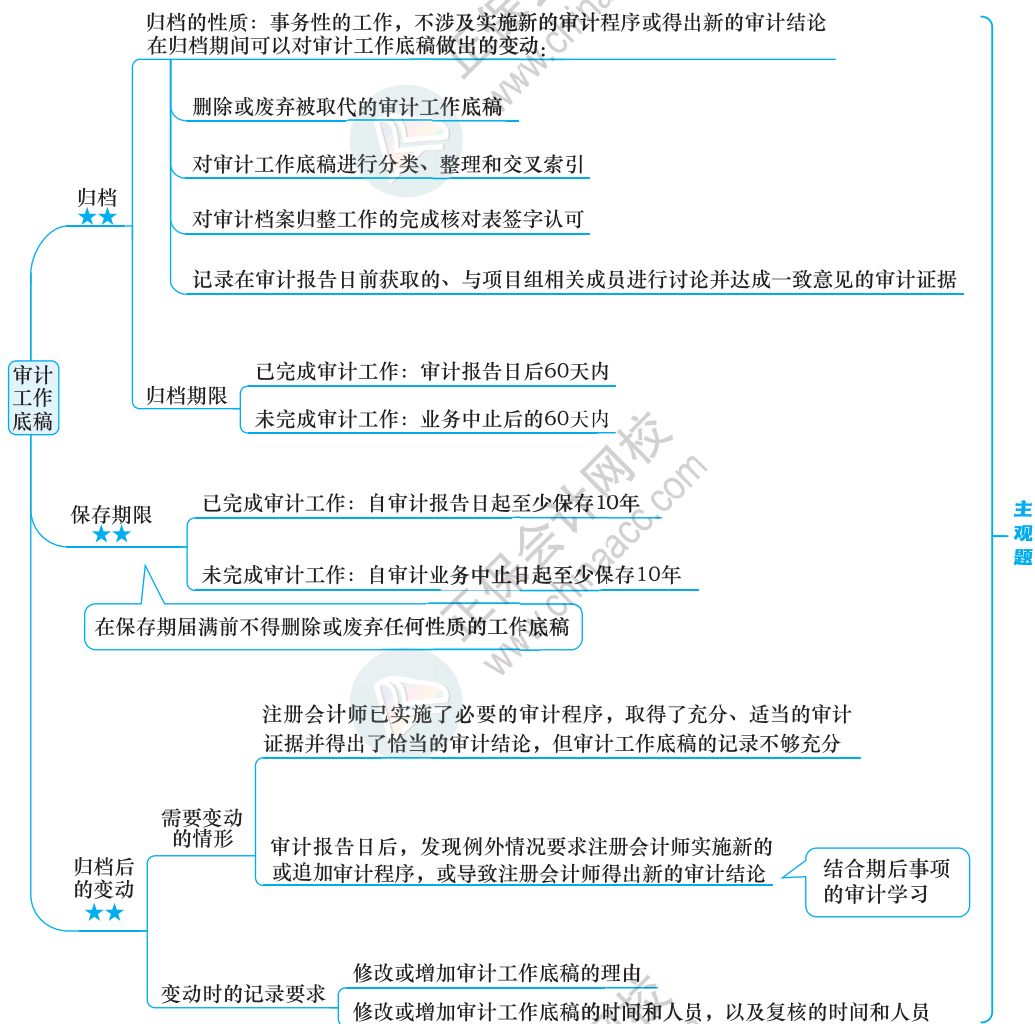 归档的性质：事务性的工作，不涉及实施新的审计程序或得出新的审计结论
在归档期间可以对审计工作底稿做出的变动：
删除或废弃被取代的审计工作底稿
对审计工作底稿进行分类、整理和交叉索引
归档
★★
对审计档案归整工作的完成核对表签字认可
记录在审计报告日前获取的、与项目组相关成员进行讨论并达成一致意见的审计证据
审计
工作
底稿
归档期限
已完成审计工作：审计报告日后60天内
未完成审计工作：业务中止后的60天内
保存期限
★★
已完成审计工作：自审计报告日起至少保存10年
未完成审计工作：自审计业务中止日起至少保存10年
在保存期届满前不得删除或废弃任何性质的工作底稿
主
观
题
归档后
的变动
★★
需要变动
的情形
注册会计师已实施了必要的审计程序，取得了充分、适当的审计
证据并得出了恰当的审计结论，但审计工作底稿的记录不够充分
审计报告日后，发现例外情况要求注册会计师实施新的
或追加审计程序，或导致注册会计师得出新的审计结论
结合期后事项
的审计学习
变动时的记录要求
修改或增加审计工作底稿的理由
修改或增加审计工作底稿的时间和人员，以及复核的时间和人员
正保会计网校
www.chinaacc.com